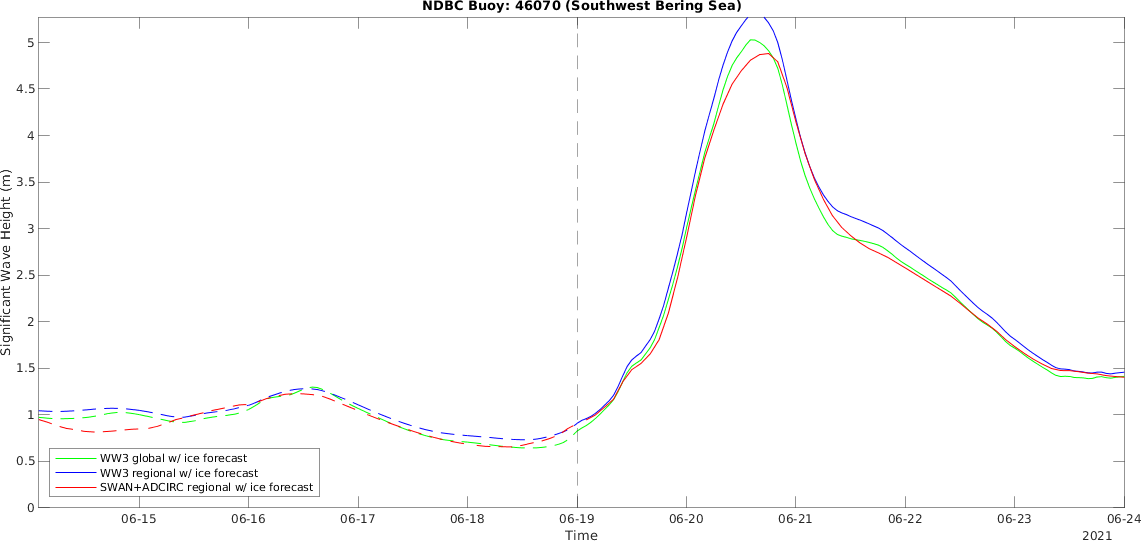 NDBC Buoy: 46070 (Southwest Bering Sea)
5
4.5
4
3.5
3
2.5
2
1.5
1
0.5
0
Significant Wave Height (m)
WW3 global w/ ice forecast
WW3 regional w/ ice forecast
SWAN+ADCIRC regional w/ ice forecast
06-15 06-16 06-17 06-18 06-19 06-20 06-21 06-22 06-23 06-24
Time
2021